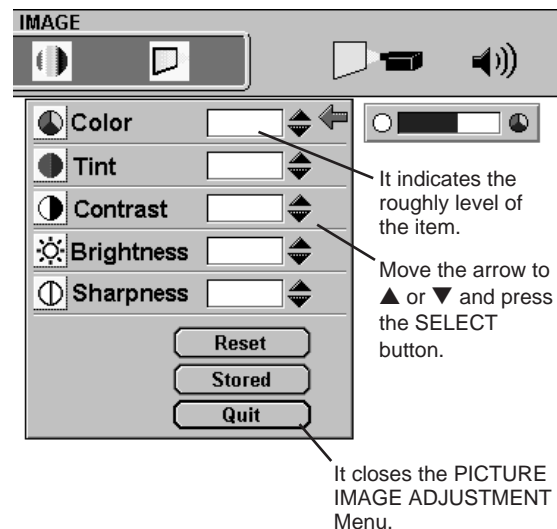 IMAGE
Color
Tint
Contrast
Brightness
Sharpness
Reset
Stored
Quit
It indicates the
roughly level of
the item.
Move the arrow to
▲ or ▼ and press
the SELECT
button.
It closes the PICTURE
IMAGE ADJUSTMENT
Menu.